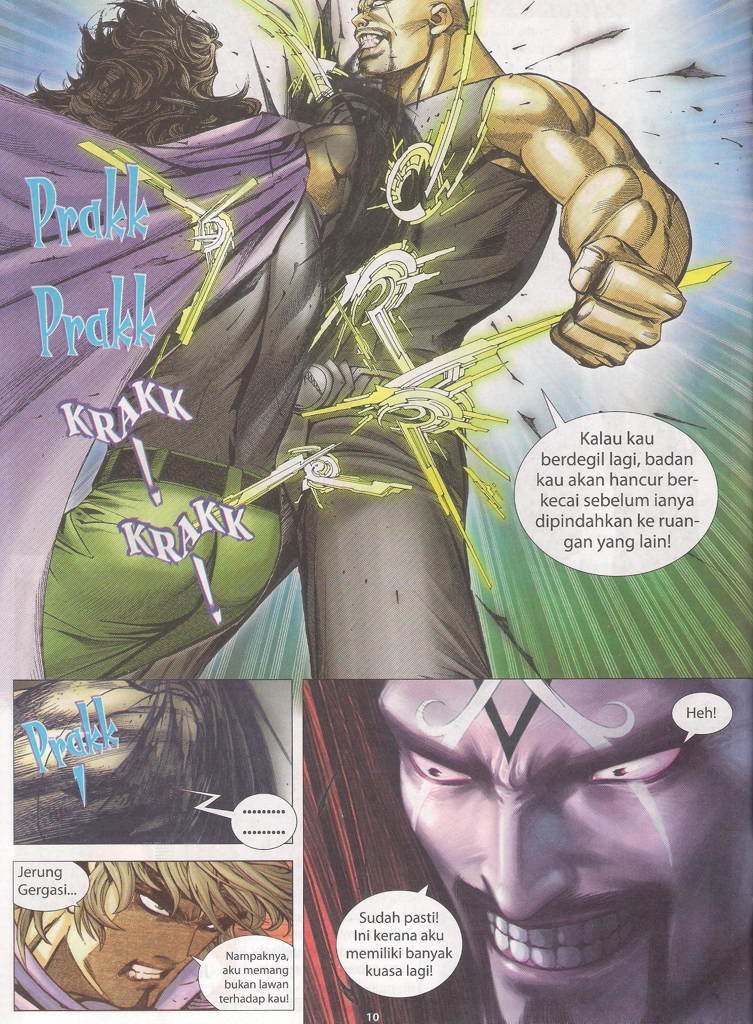 Prakk
Prakk
KRAKK
!
KRAKK
!
Kalau kau
berdegil lagi, badan
kau akan hancur ber-
kecai sebelum ianya
dipindahkan ke ruan-
gan yang lain!
Prakk
!
..........
..........
Heh!
Jerung
Gergasi...
Nampaknya,
aku memang
bukan lawan
terhadap kau!
Sudah pasti!
Ini kerana aku
memiliki banyak
kuasa lagi!
10